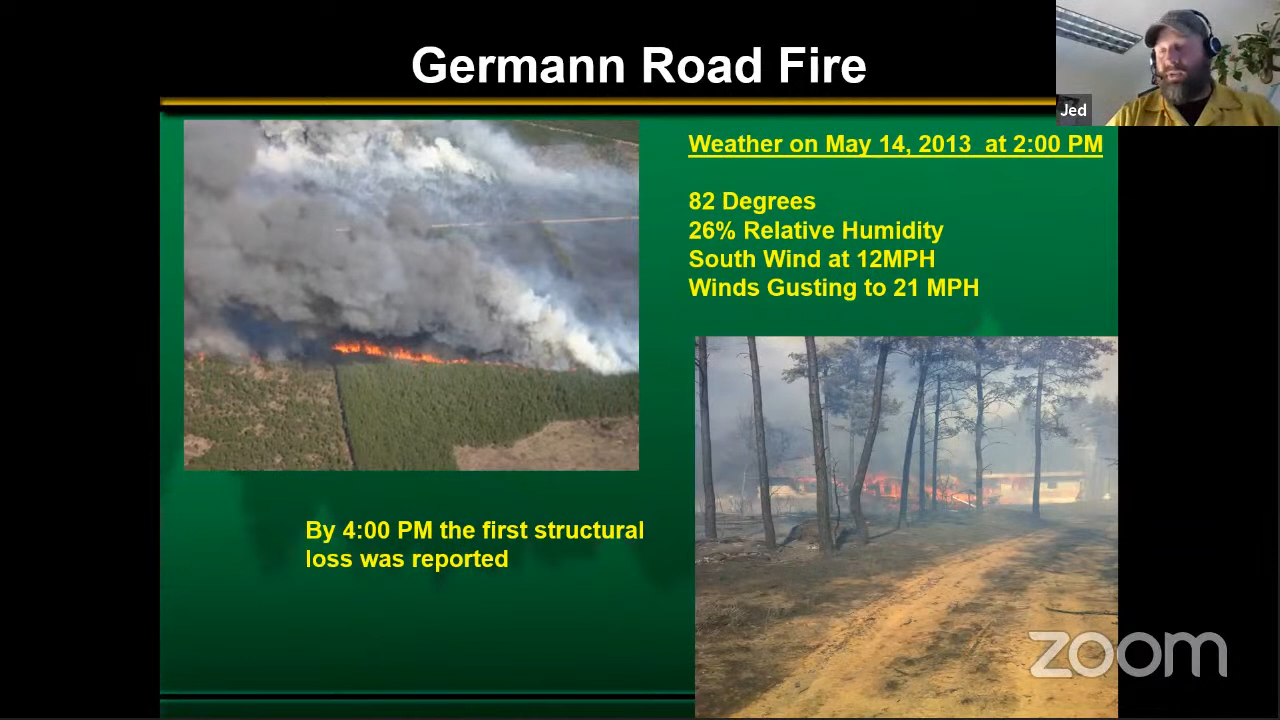 Germann Road Fire
Jed
Weather on May 14, 2013 at 2:00 PM
82 Degrees
26% Relative Humidity
South Wind at 12MPH
Winds Gusting to 21 MPH
By 4:00 PM the first structural
loss was reported
zoom